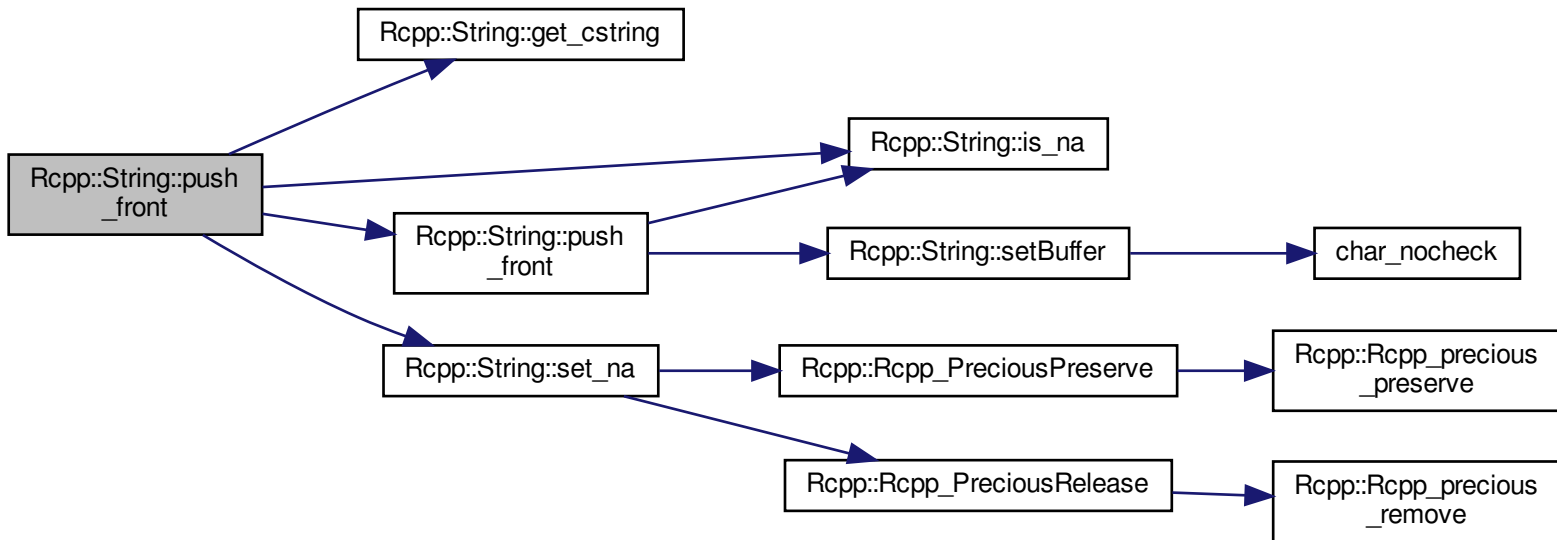 Rcpp::String::get_cstring
Rcpp::String::is_na
Rcpp::String::push
_front
Rcpp::String::push
_front
Rcpp::String::setBuffer
char_nocheck
Rcpp::String::set_na
Rcpp::Rcpp_PreciousPreserve
Rcpp::Rcpp_precious
_preserve
Rcpp::Rcpp_PreciousRelease
Rcpp::Rcpp_precious
_remove